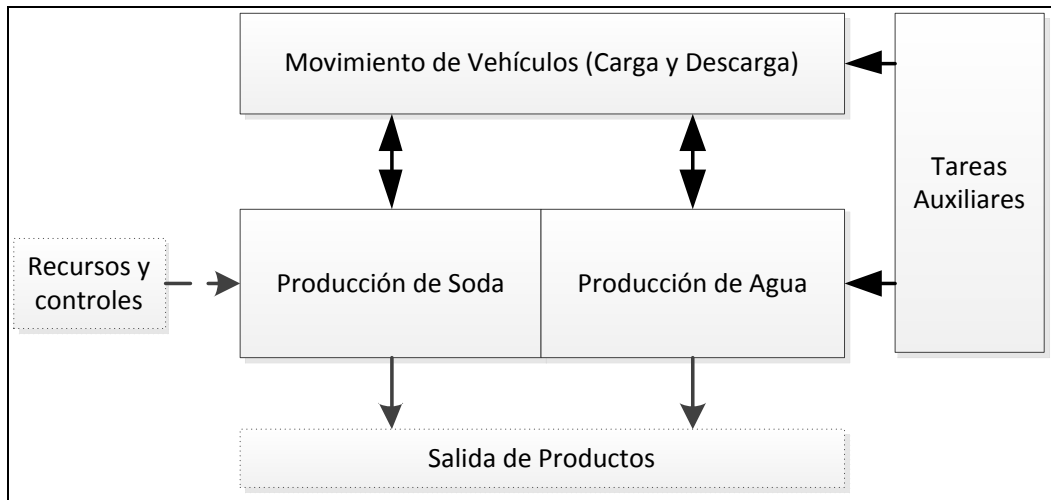 Movimiento de Vehículos (Carga y Descarga)
Tareas
Auxiliares
Recursos y
controles
Producción de Soda
Producción de Agua
Salida de Productos